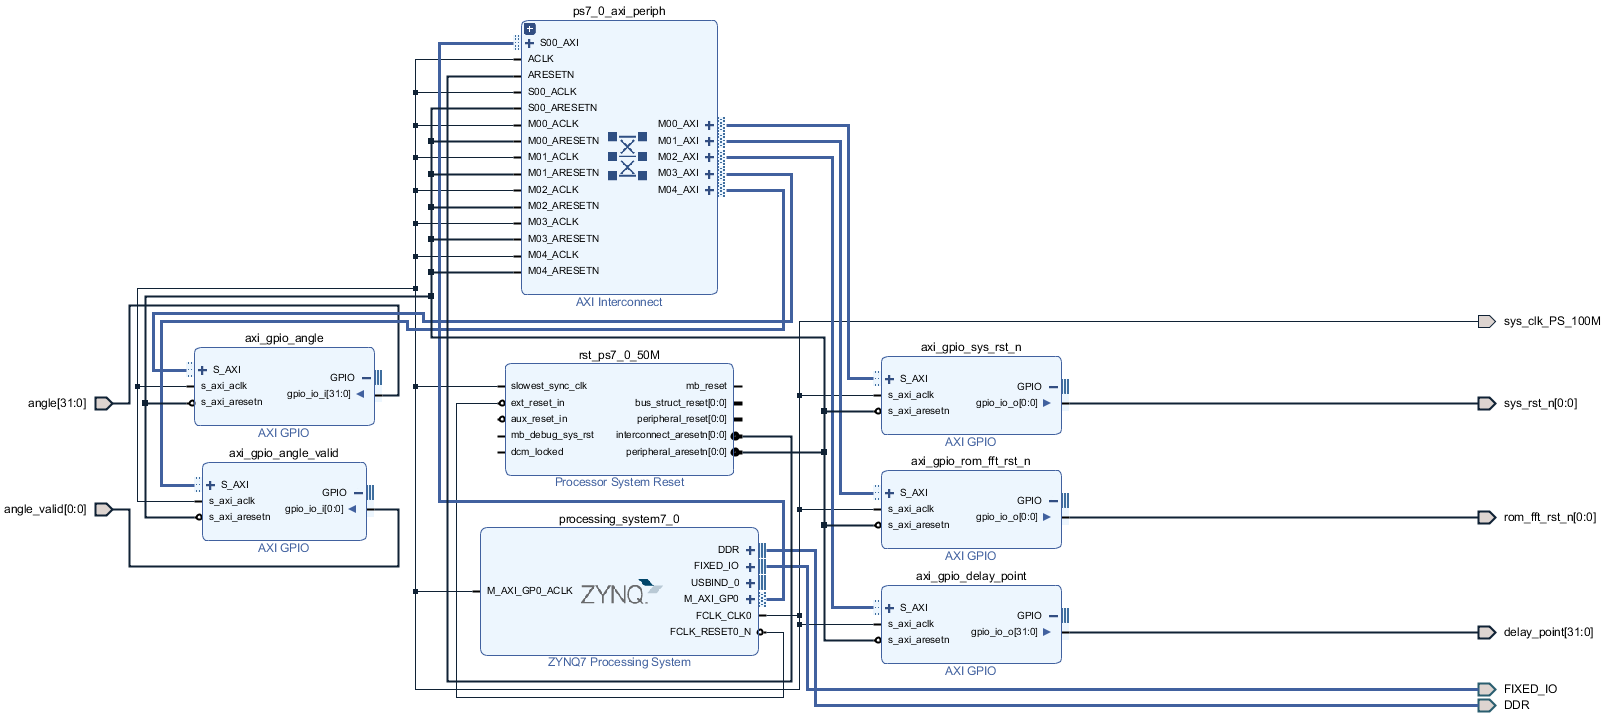 ps7_0_axi_periph
S00_AXI
ACLK
ARESETN
S00_ACLK
S00_ARESETN
M00_ACLK
M00_ARESETN
M01_ACLK
M01_ARESETN
M02_ACLK
M02_ARESETN
M03_ACLK
M03_ARESETN
M04_ACLK
M04_ARESETN
M00_AXI
M01_AXI
M02_AXI
M03_AXI
M04_AXI
AXI Interconnect
axi_gpio_angle
S_AXI
s_axi_aclk
s_axi_aresetn
GPIO
gpio_io_i[31:0]
AXI GPIO
angle[31:0]
axi_gpio_angle_valid
S_AXI
s_axi_aclk
s_axi_aresetn
GPIO
gpio_io_i[0:0]
AXI GPIO
angle_valid[0:0]
rst_ps7_0_50M
slowest_sync_clk
ext_reset_in
aux_reset_in
mb_debug_sys_rst
dcm_locked
mb_reset
bus_struct_reset[0:0]
peripheral_reset[0:0]
interconnect_aresetn[0:0]
peripheral_aresetn[0:0]
Processor System Reset
processing_system7_0
M_AXI_GP0_ACLK
ZYNQ
DDR
FIXED_IO
USBIND_0
M_AXI_GP0
FCLK_CLK0
FCLK_RESET0_N
ZYNQ7 Processing System
axi_gpio_sys_rst_n
S_AXI
s_axi_aclk
s_axi_aresetn
GPIO
gpio_io_o[0:0]
AXI GPIO
axi_gpio_rom_fft_rst_n
S_AXI
s_axi_aclk
s_axi_aresetn
GPIO
gpio_io_o[0:0]
AXI GPIO
axi_gpio_delay_point
S_AXI
s_axi_aclk
s_axi_aresetn
GPIO
gpio_io_o[31:0]
AXI GPIO
sys_clk_PS_100M
sys_rst_n[0:0]
rom_fft_rst_n[0:0]
delay_point[31:0]
FIXED_IO
DDR